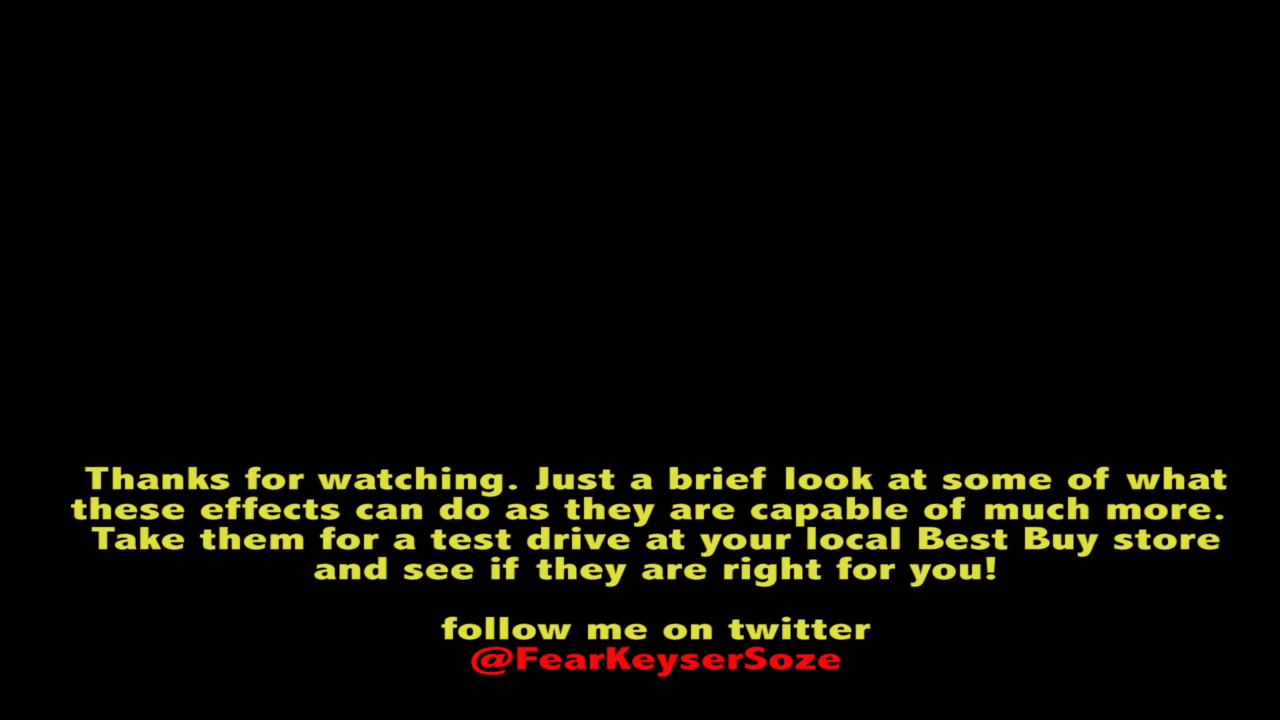 Thanks for watching. Just a brief look at some of what
these effects can do as they are capable of much more.
Take them for a test drive at your local Best Buy store
and see if they are right for you!
follow me on twitter
@FearKeyserSoze